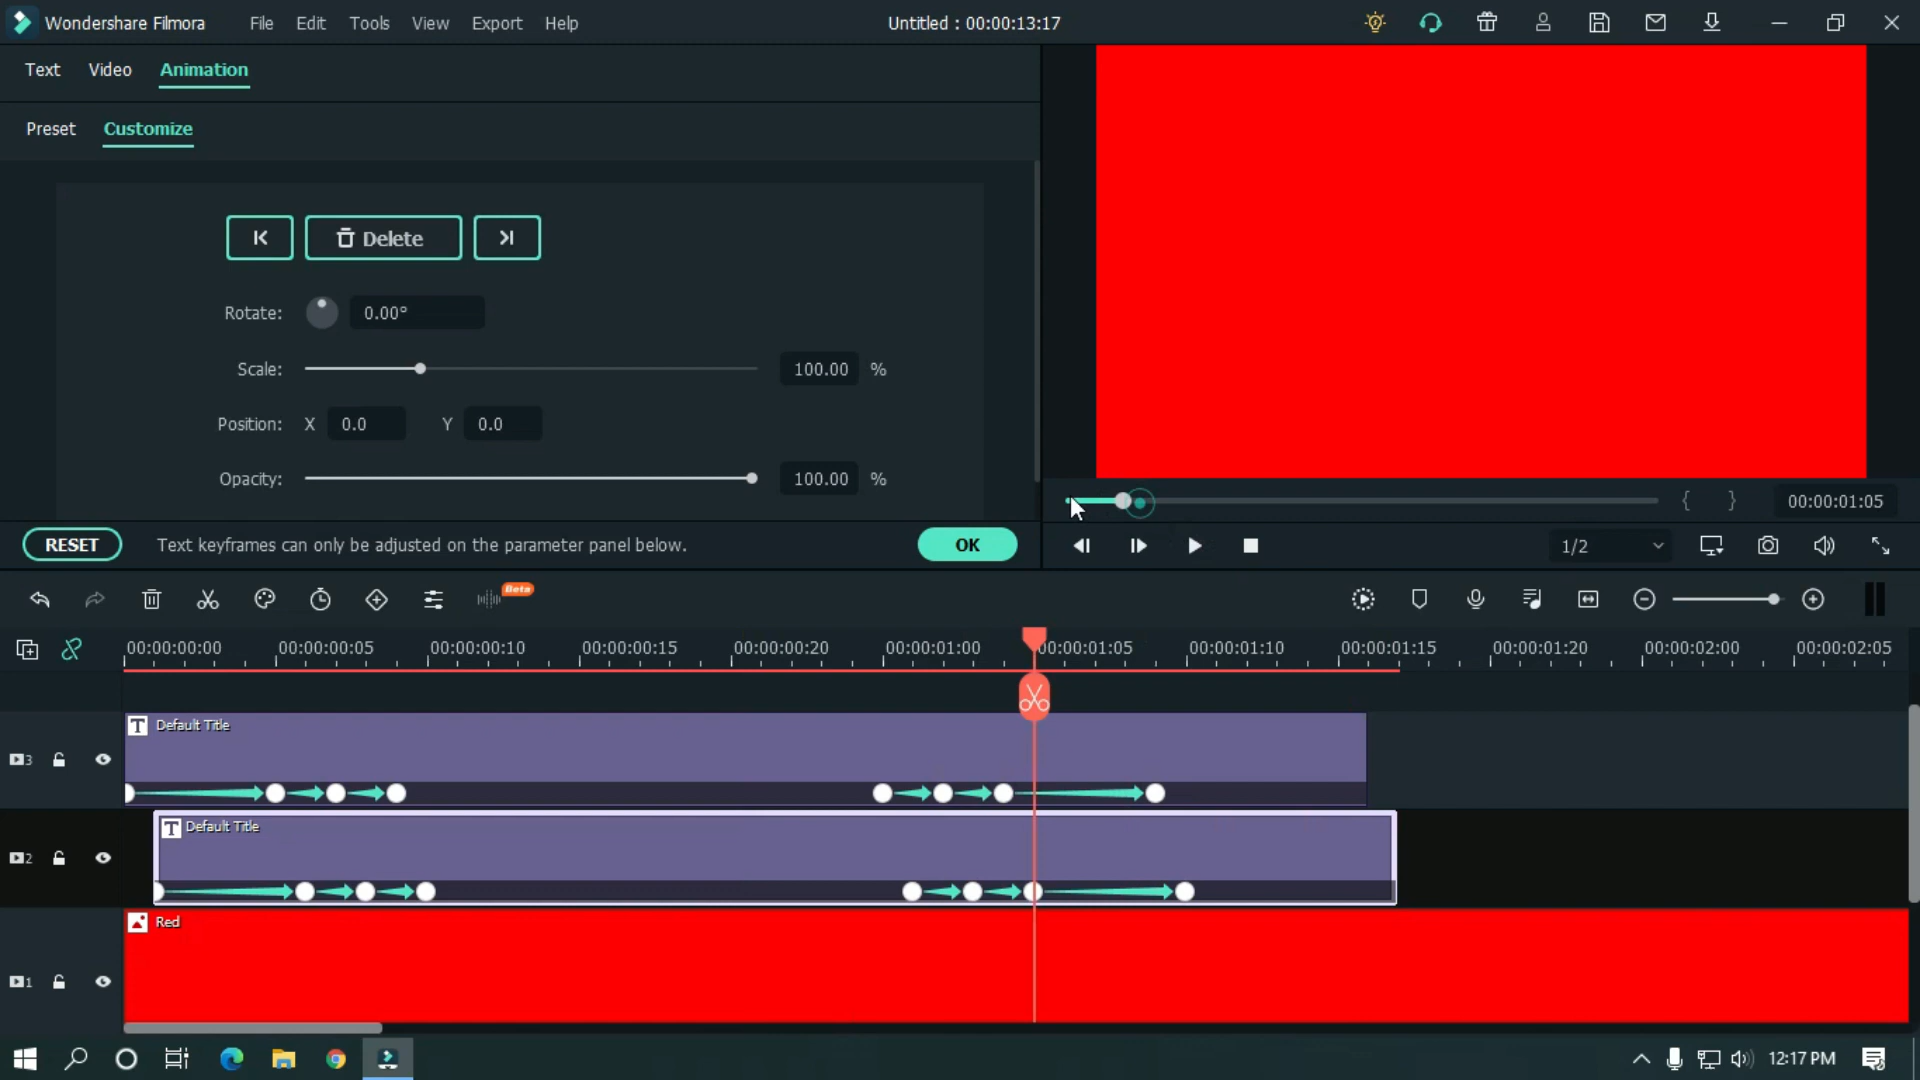 Wondershare Filmora File Edit Tools View Export Help Untitled : 00:00:13:17
Text Video Animation
Preset Customize
Delete
Rotate: 0.00°
Scale: 100.00 %
Position: X 0.0 Y 0.0
Opacity: 100.00 %
{ } 00:00:01:05
RESET Text keyframes can only be adjusted on the parameter panel below. OK
1/2
Beta
00:00:00:00 00:00:00:05 00:00:00:10 00:00:00:15 00:00:00:20 00:00:01:00 00:00:01:05 00:00:01:10 00:00:01:15 00:00:01:20 00:00:02:00 00:00:02:05
T Default Title
3
T Default Title
2
Red
1
12:17 PM